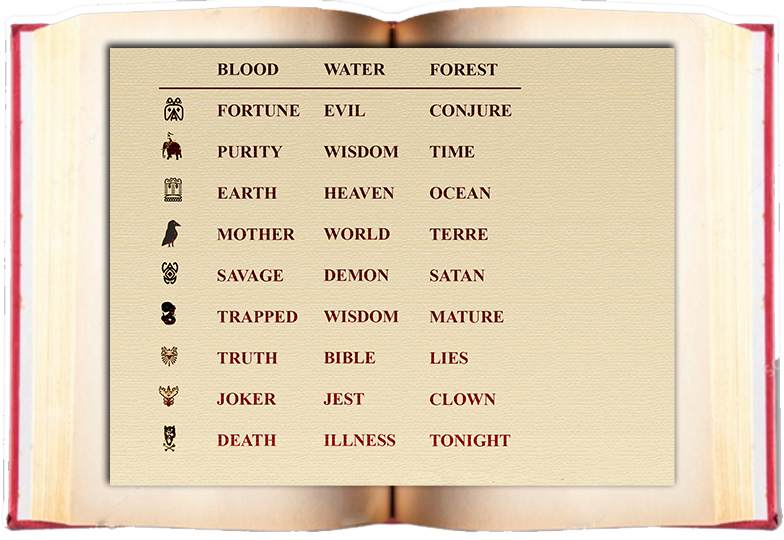 BLOOD WATER FOREST
FORTUNE EVIL CONJURE
PURITY WISDOM TIME
EARTH HEAVEN OCEAN
MOTHER WORLD TERRE
SAVAGE DEMON SATAN
TRAPPED WISDOM MATURE
TRUTH BIBLE LIES
JOKER JEST CLOWN
DEATH ILLNESS TONIGHT